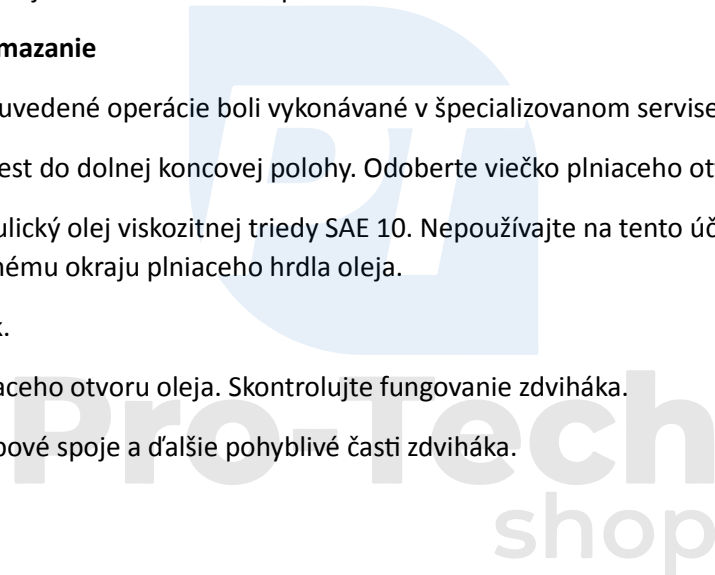 mazanie
uvedené operácie boli vykonávané v špecializovanom servise
est do dolnej koncovej polohy. Odoberte viečko plniaceho ot
ulický olej viskozitnej triedy SAE 10. Nepoužívajte na tento úč
nému okraju plniaceho hrdla oleja.
k.
aceho otvoru oleja. Skontrolujte fungovanie zdviháka.
bové spoje a ďalšie pohyblivé časti zdviháka.
PT
Pro-Tech
shop